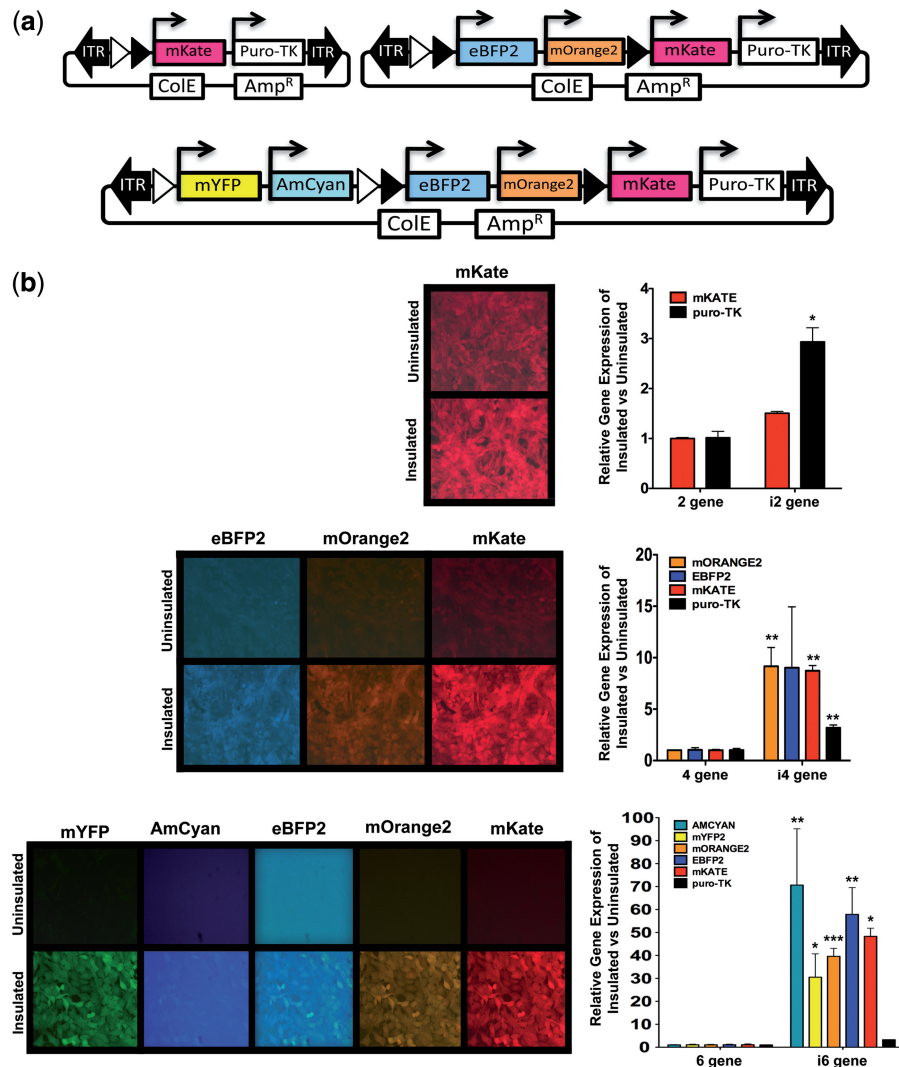 (a)
ITR mKate Puro-TK ITR
ColE Amp^R
ITR eBFP2 mOrange2 mKate Puro-TK ITR
ColE Amp^R
ITR mYFP AmCyan eBFP2 mOrange2 mKate Puro-TK ITR
ColE Amp^R
(b)
mKate
Uninsulated
Insulated
Relative Gene Expression of
Insulated vs Uninsulated
4
3
2
1
0
mKATE
puro-TK
*
2 gene i2 gene
eBFP2 mOrange2 mKate
Uninsulated
Insulated
Relative Gene Expression of
Insulated vs Uninsulated
20
15
10
5
0
mORANGE2
EBFP2
mKATE
puro-TK
** ** **
4 gene i4 gene
mYFP AmCyan eBFP2 mOrange2 mKate
Uninsulated
Insulated
Relative Gene Expression of
Insulated vs Uninsulated
100
90
80
70
60
50
40
30
20
10
0
AMCYAN
mYFP2
mORANGE2
EBFP2
mKATE
puro-TK
** * *** ** *
6 gene i6 gene